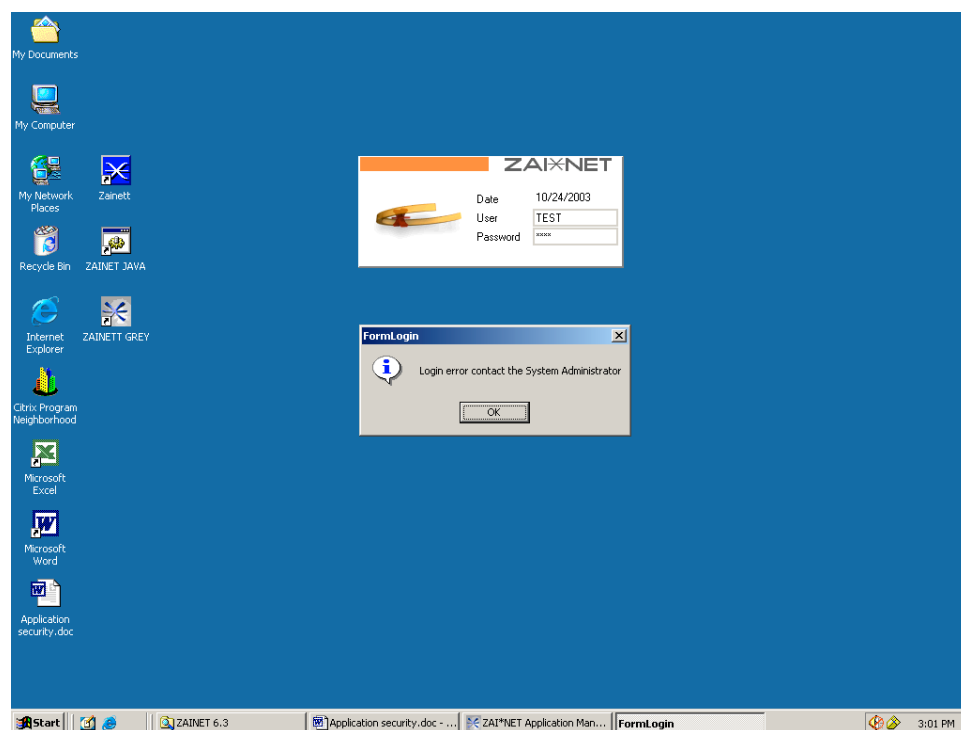 My Documents
My Computer
My Network
Places
Zainett
Recycle Bin
ZAINET JAVA
Internet
Explorer
ZAINETT GREY
Citrix Program
Neighborhood
Microsoft
Excel
Microsoft
Word
Application
security.doc
ZAI*NET
Date 10/24/2003
User TEST
Password ××××
FormLogin
Login error contact the System Administrator
OK
Start
ZAINET 6.3
Application security.doc - ...
ZAI*NET Application Man...
FormLogin
3:01 PM